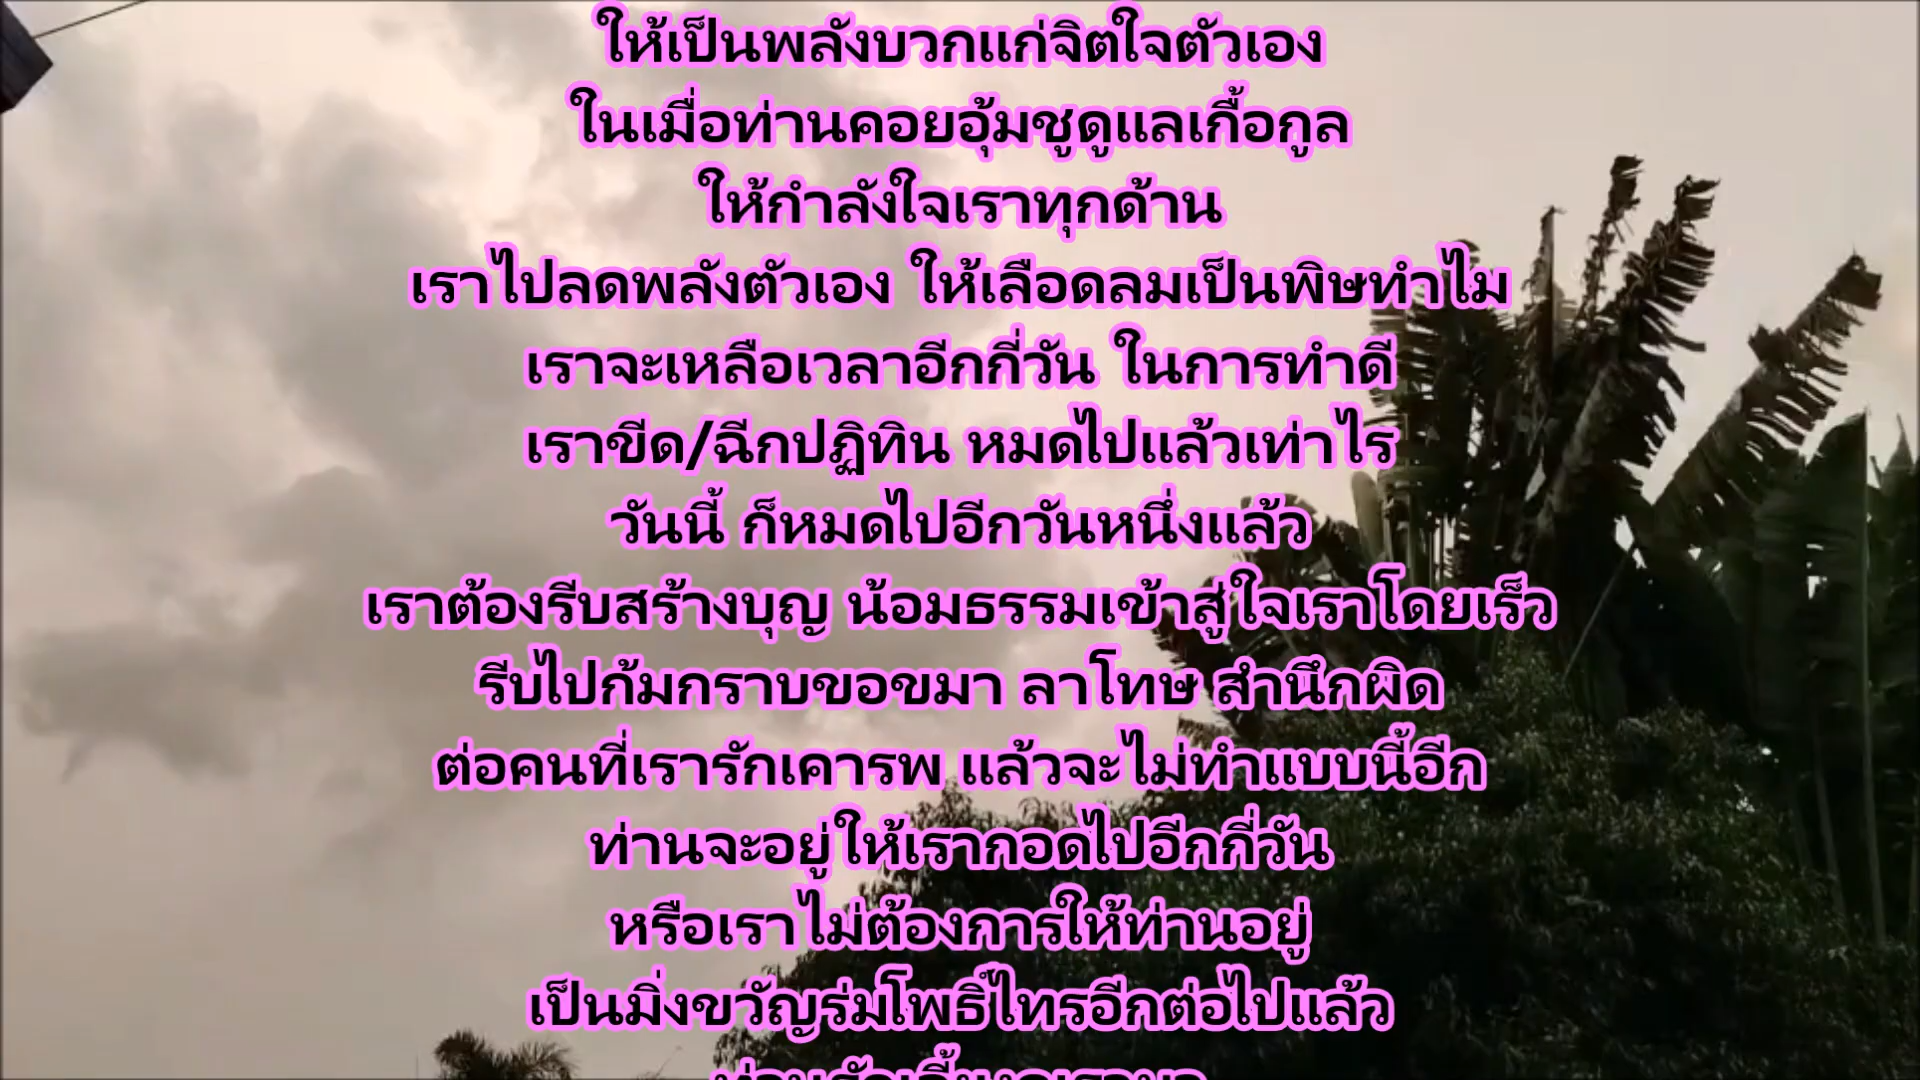 ให้เป็นพลังบวกแก่จิตใจตัวเอง
ในเมื่อท่านคอยอุ้มชูดูแลเกื้อกูล
ให้กำลังใจเราทุกด้าน
เราไปลดพลังตัวเอง ให้เลือดลมเป็นพิษทำไม
เราจะเหลือเวลาอีกกี่วัน ในการทำดี
เราขีด/ฉีกปฏิทิน หมดไปแล้วเท่าไร
วันนี้ ก็หมดไปอีกวันหนึ่งแล้ว
เราต้องรีบสร้างบุญ น้อมธรรมเข้าสู่ใจเราโดยเร็ว
รีบไปก้มกราบขอขมา ลาโทษ สำนึกผิด
ต่อคนที่เรารักเคารพ แล้วจะไม่ทำแบบนี้อีก
ท่านจะอยู่ให้เรากอดไปอีกกี่วัน
หรือเราไม่ต้องการให้ท่านอยู่
เป็นมิ่งขวัญร่มโพธิ์ไทรอีกต่อไปแล้ว